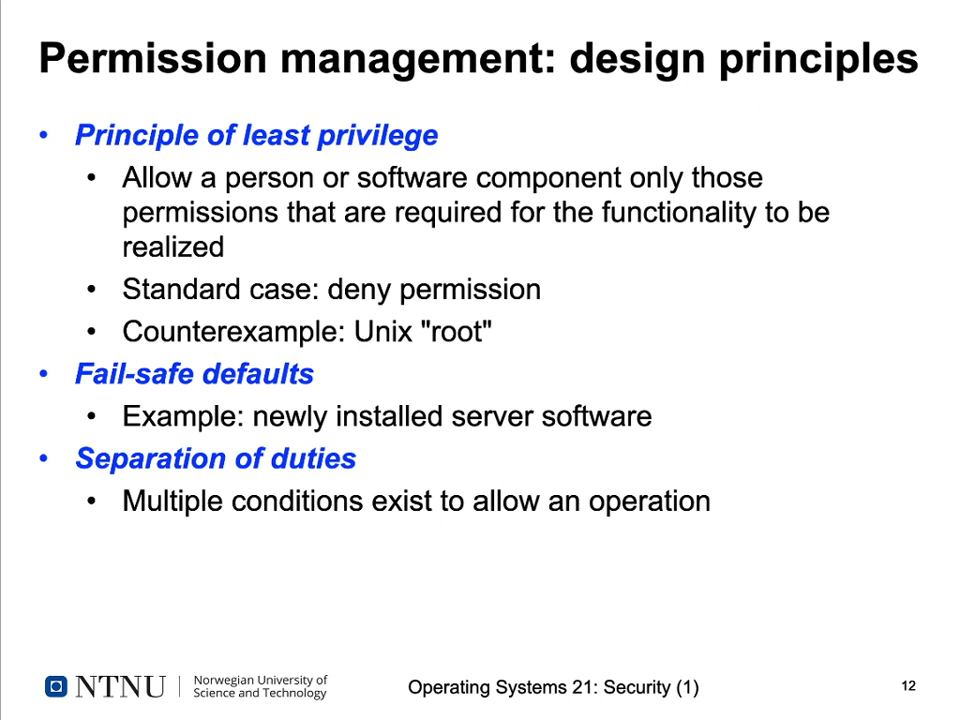 Permission management: design principles
• Principle of least privilege
• Allow a person or software component only those
permissions that are required for the functionality to be
realized
• Standard case: deny permission
• Counterexample: Unix "root"
• Fail-safe defaults
• Example: newly installed server software
• Separation of duties
• Multiple conditions exist to allow an operation
NTNU
Norwegian University of
Science and Technology
Operating Systems 21: Security (1)
12